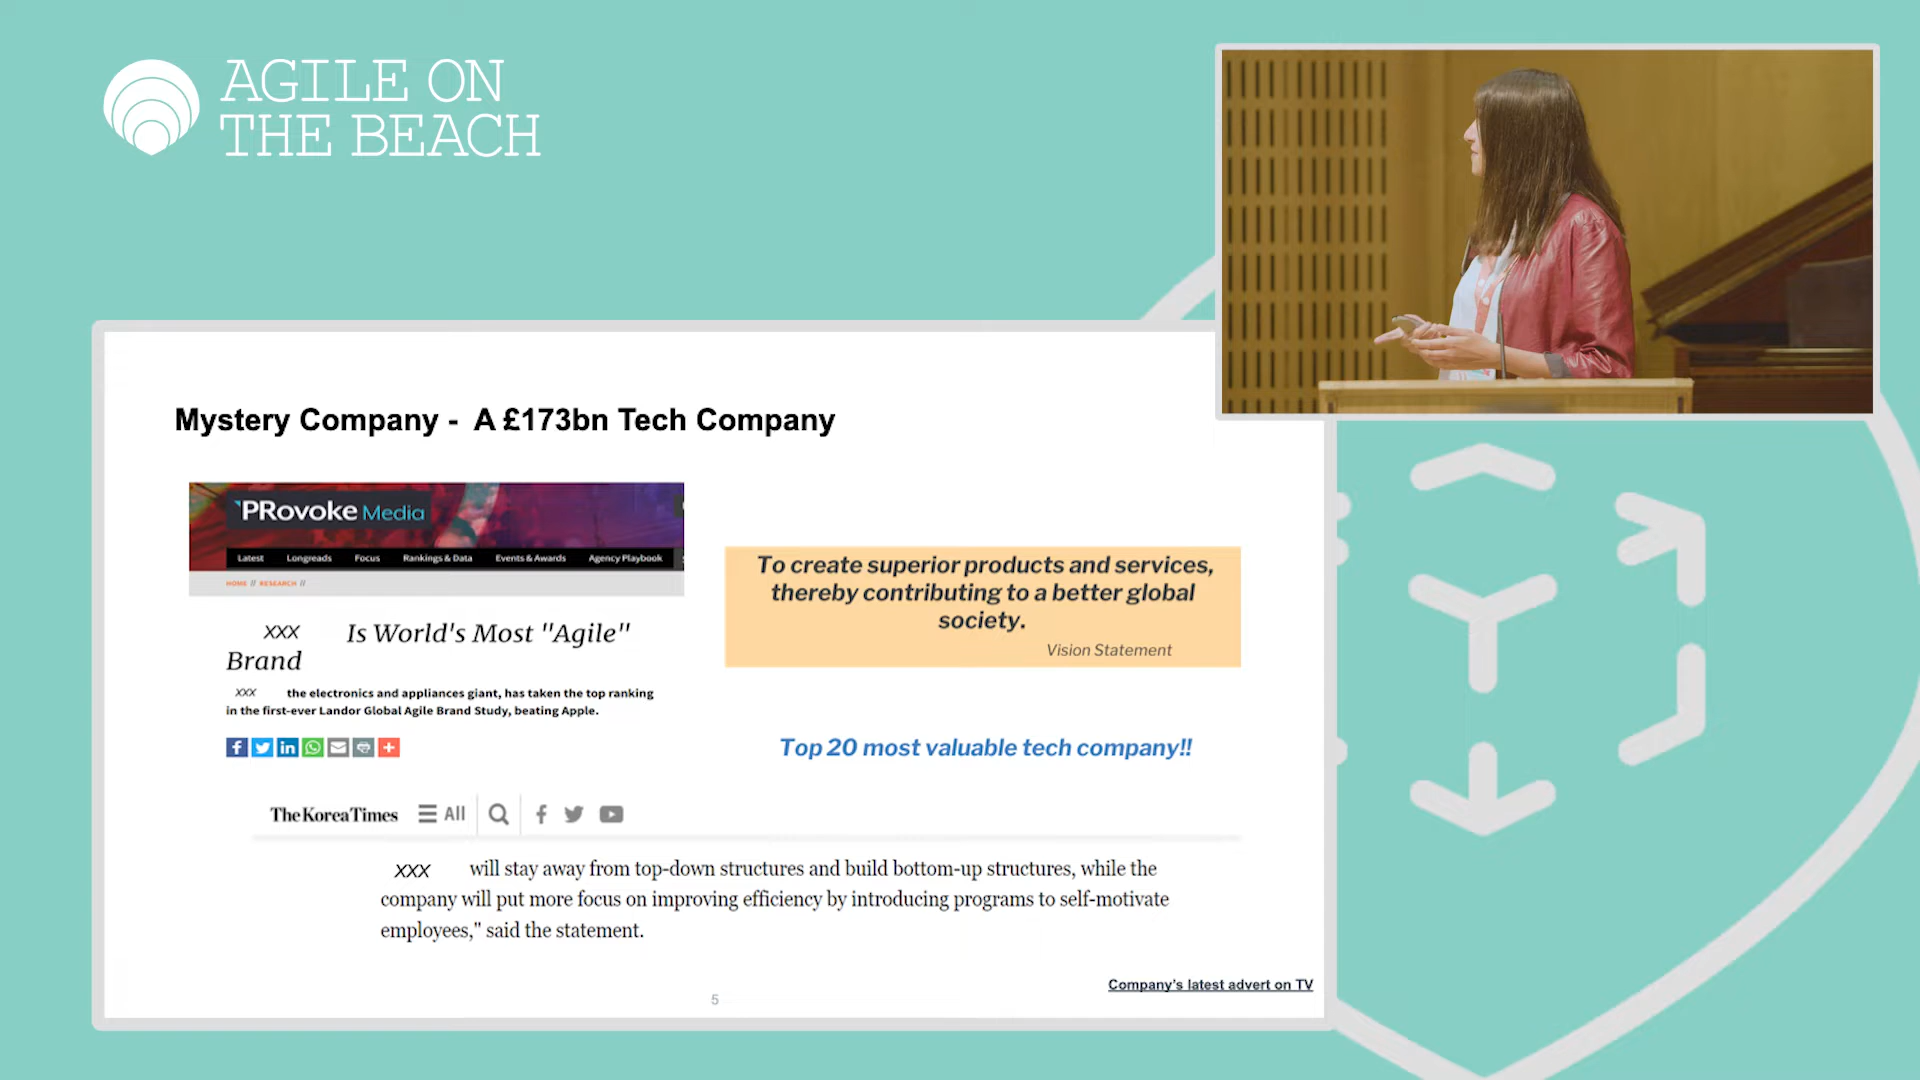 AGILE ON
THE BEACH
Mystery Company - A £173bn Tech Company
PRovoke Media
Latest Longreads Focus Rankings & Data Events & Awards Agency Playbook
HOME // RESEARCH //
XXX Is World's Most "Agile"
Brand
XXX the electronics and appliances giant, has taken the top ranking
in the first-ever Landor Global Agile Brand Study, beating Apple.
To create superior products and services,
thereby contributing to a better global
society.
Vision Statement
Top 20 most valuable tech company!!
The Korea Times All
XXX will stay away from top-down structures and build bottom-up structures, while the
company will put more focus on improving efficiency by introducing programs to self-motivate
employees," said the statement.
Company's latest advert on TV
5